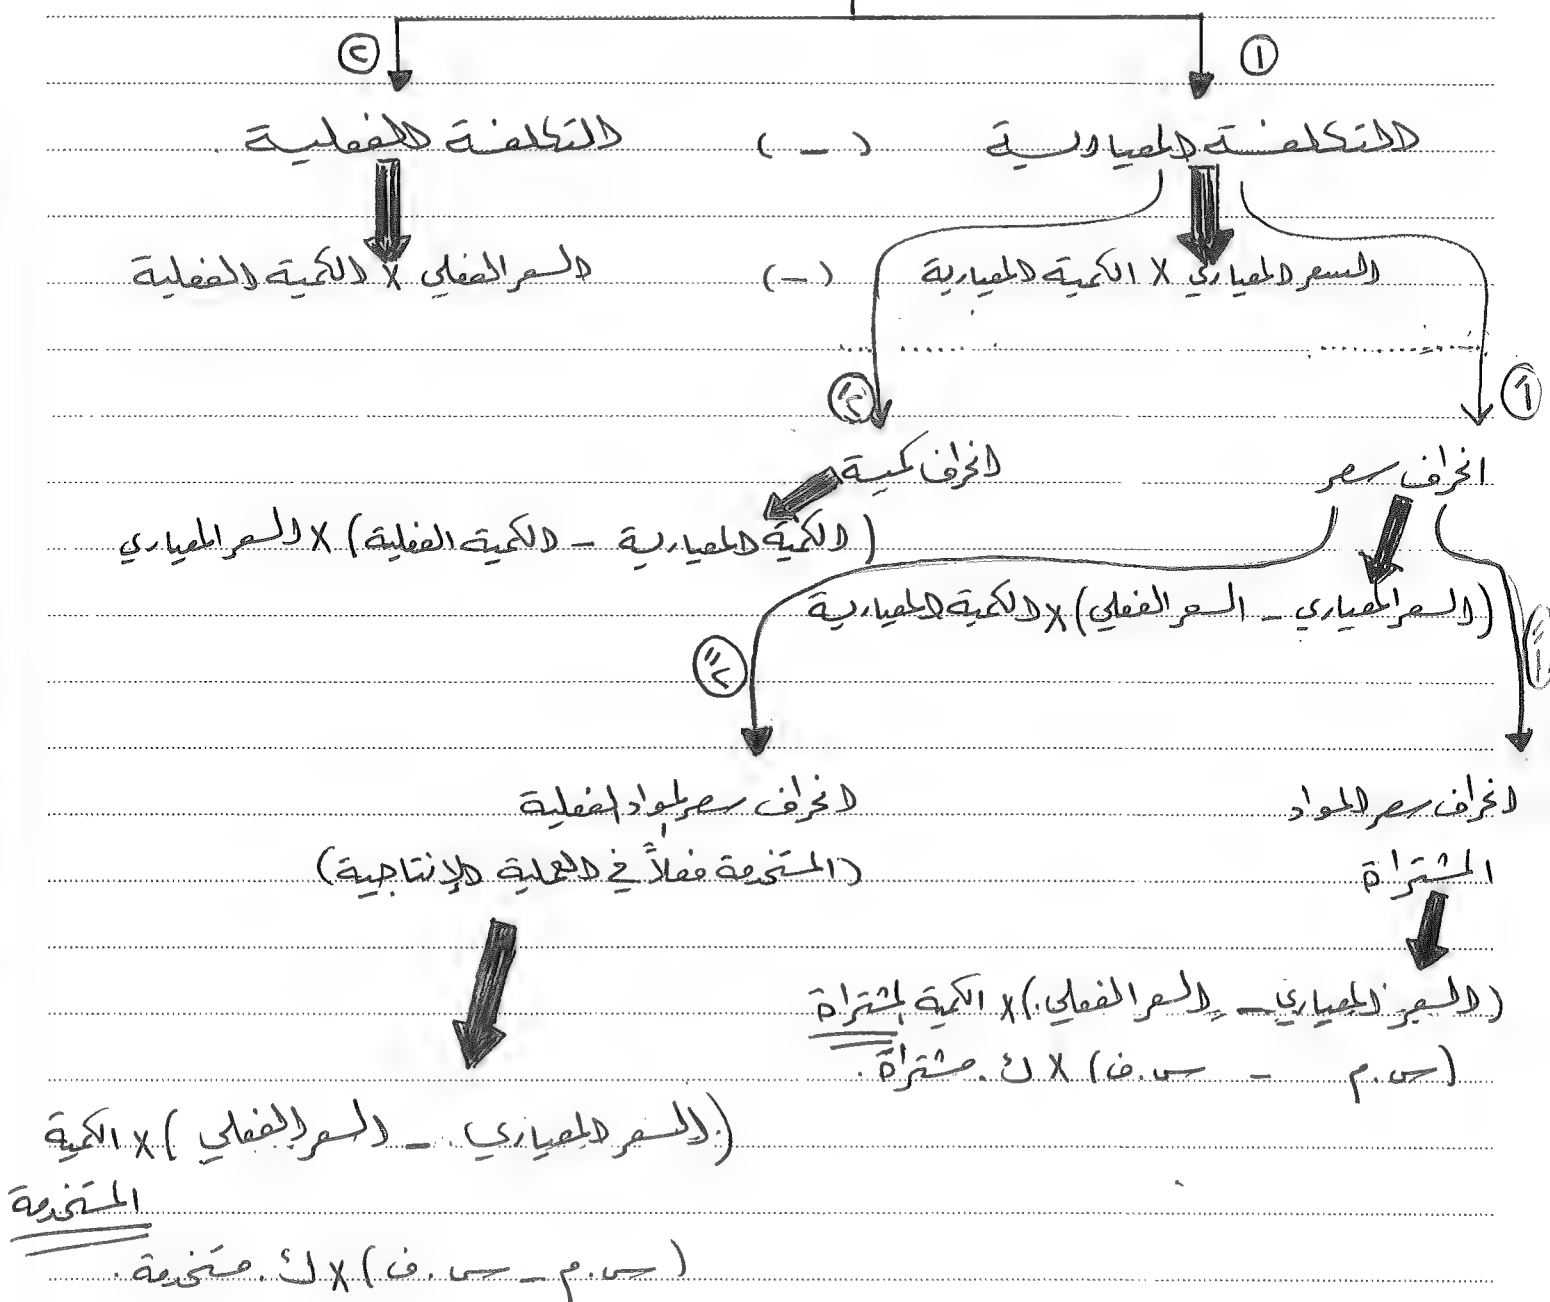 ① ②
التكلفة المعيارية (-) التكلفة الفعلية
السعر المعياري X الكمية المعيارية (-) السعر الفعلي X الكمية الفعلية
انحراف سعر انحراف كمية
(الكمية المعيارية - الكمية الفعلية) X السعر المعياري
(السعر المعياري - السعر الفعلي) X الكمية المعيارية
انحراف سعر المواد انحراف سعر المواد الفعلية
المشتراة (المستخدمة فعلاً في العملية الإنتاجية)
(السعر المعياري - السعر الفعلي) X الكمية المشتراة
(س.م - س.ف) X ك.مشتراة.
(السعر المعياري - السعر الفعلي) X الكمية
المستخدمة
(س.م - س.ف) X ك.مستخدمة.